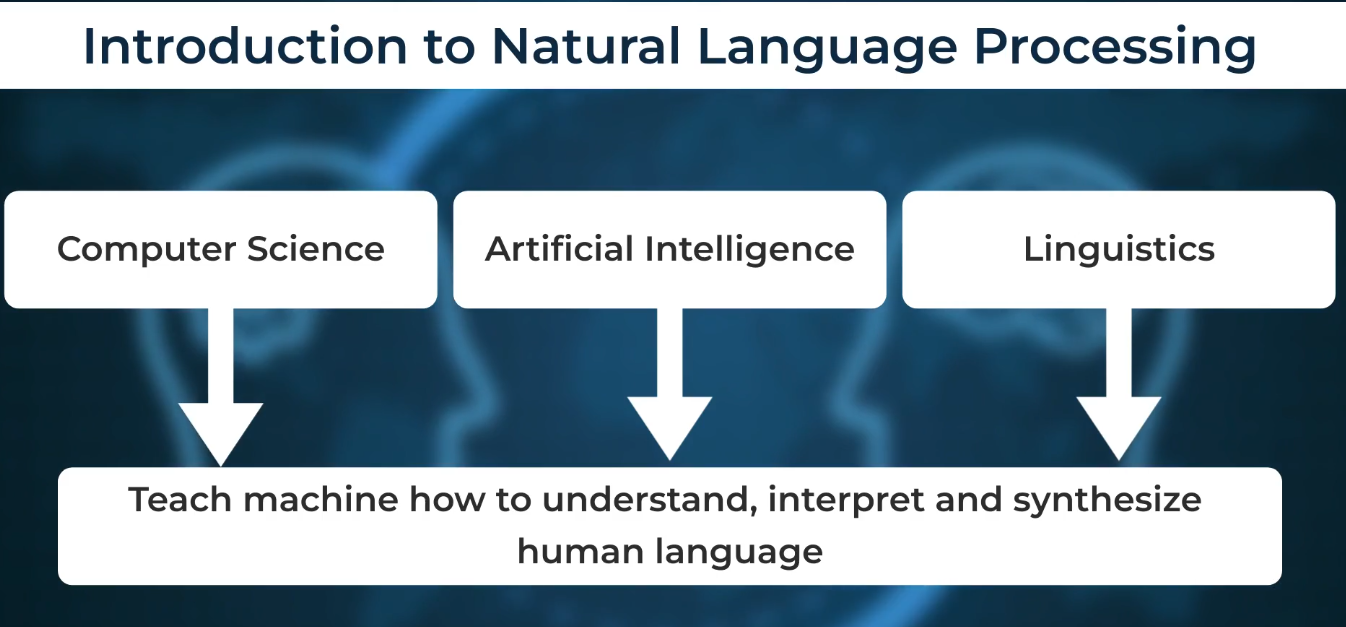 Introduction to Natural Language Processing
Computer Science
Artificial Intelligence
Linguistics
Teach machine how to understand, interpret and synthesize
human language